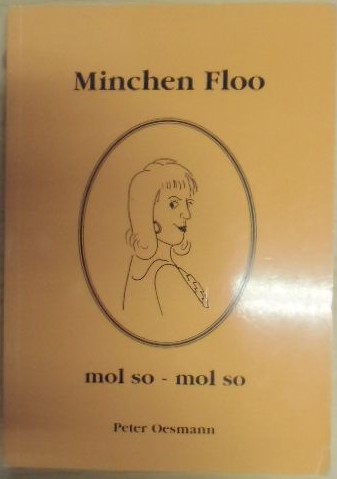 Minchen Floo
mol so - mol so
Peter Oesmann